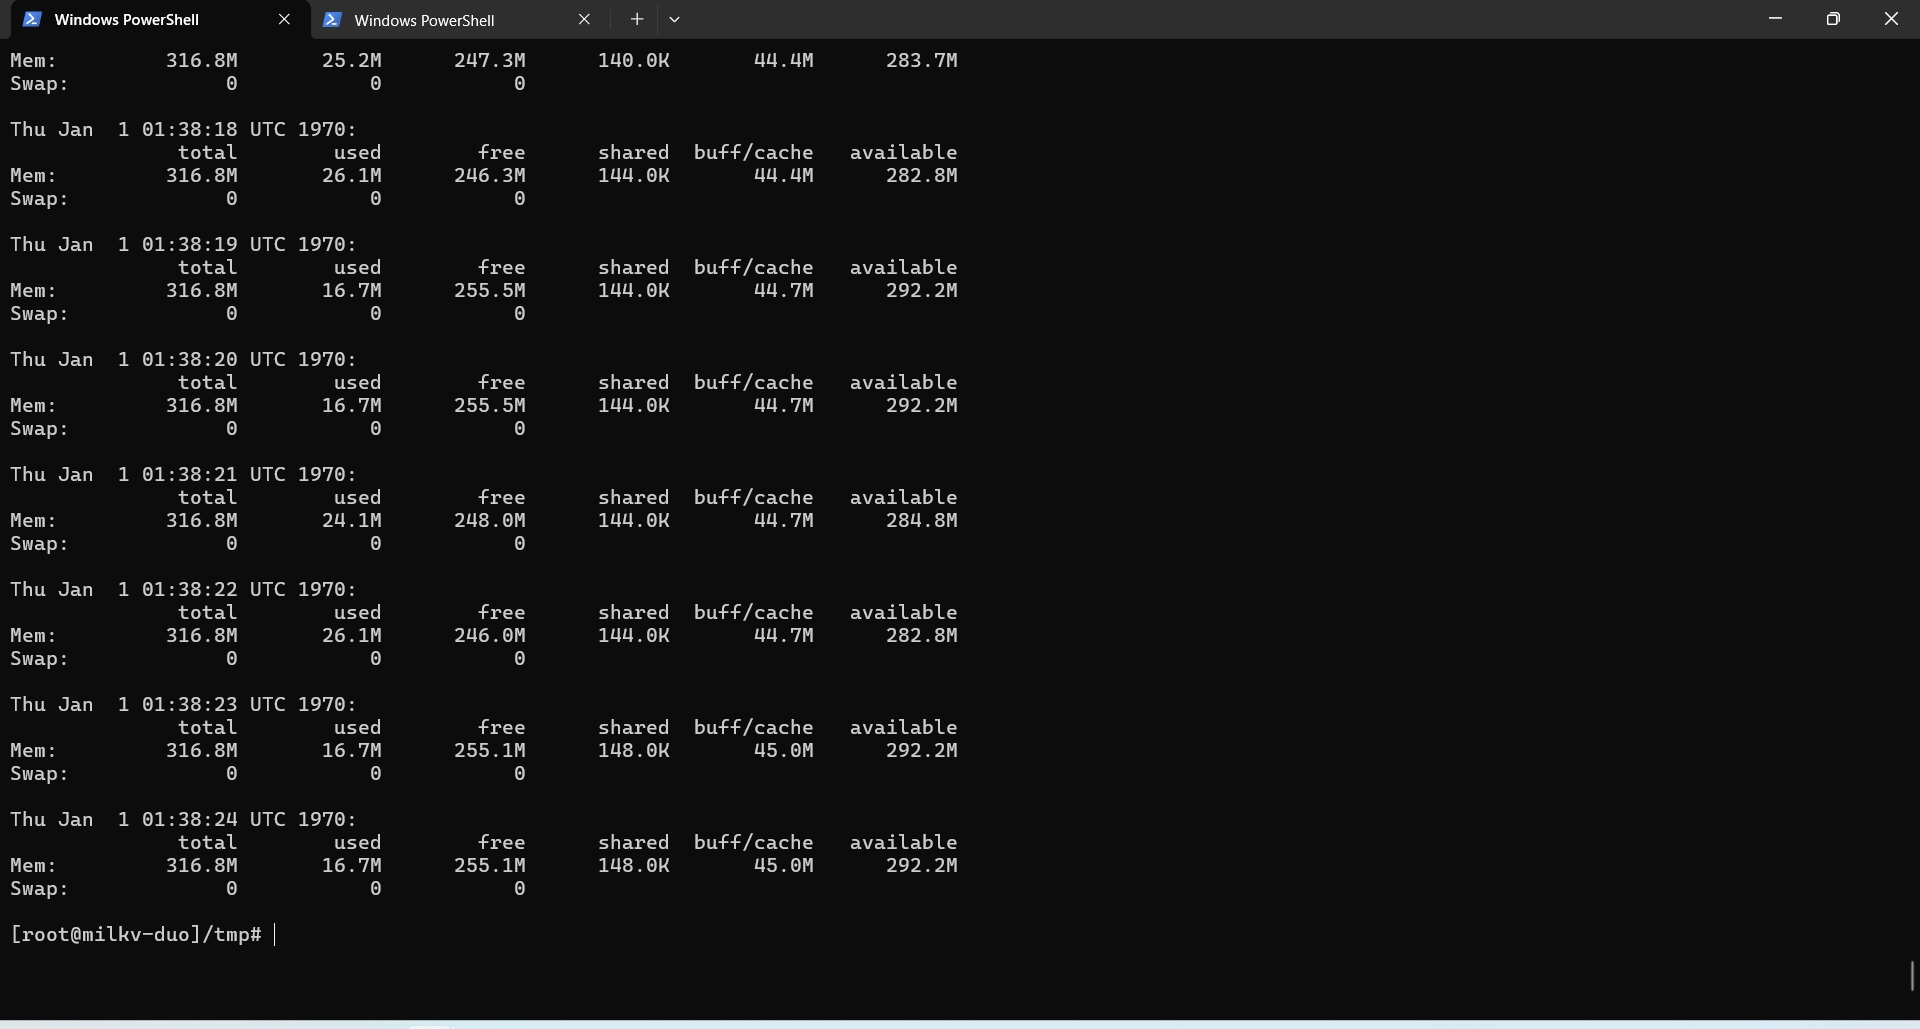 Windows PowerShell
Windows PowerShell
Mem: 316.8M 25.2M 247.3M 140.0K 44.4M 283.7M
Swap: 0 0 0
Thu Jan  1 01:38:18 UTC 1970:
total used free shared buff/cache available
Mem: 316.8M 26.1M 246.3M 144.0K 44.4M 282.8M
Swap: 0 0 0
Thu Jan  1 01:38:19 UTC 1970:
total used free shared buff/cache available
Mem: 316.8M 16.7M 255.5M 144.0K 44.7M 292.2M
Swap: 0 0 0
Thu Jan  1 01:38:20 UTC 1970:
total used free shared buff/cache available
Mem: 316.8M 16.7M 255.5M 144.0K 44.7M 292.2M
Swap: 0 0 0
Thu Jan  1 01:38:21 UTC 1970:
total used free shared buff/cache available
Mem: 316.8M 24.1M 248.0M 144.0K 44.7M 284.8M
Swap: 0 0 0
Thu Jan  1 01:38:22 UTC 1970:
total used free shared buff/cache available
Mem: 316.8M 26.1M 246.0M 144.0K 44.7M 282.8M
Swap: 0 0 0
Thu Jan  1 01:38:23 UTC 1970:
total used free shared buff/cache available
Mem: 316.8M 16.7M 255.1M 148.0K 45.0M 292.2M
Swap: 0 0 0
Thu Jan  1 01:38:24 UTC 1970:
total used free shared buff/cache available
Mem: 316.8M 16.7M 255.1M 148.0K 45.0M 292.2M
Swap: 0 0 0
[root@milkv-duo]/tmp#